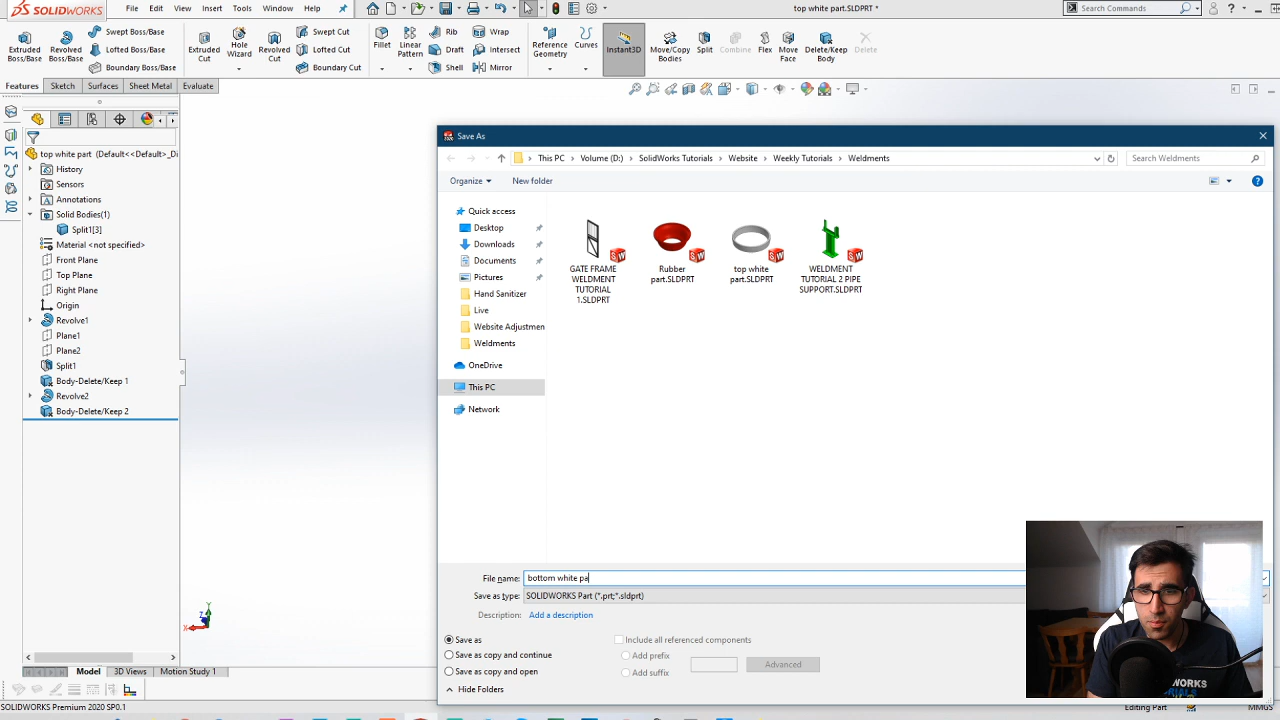 SOLIDWORKS File Edit View Insert Tools Window Help top white part.SLDPRT * Search Commands
Extruded Boss/Base
Revolved Boss/Base
Swept Boss/Base
Lofted Boss/Base
Boundary Boss/Base
Extruded Cut
Hole Wizard
Revolved Cut
Swept Cut
Lofted Cut
Boundary Cut
Fillet
Linear Pattern
Rib
Draft
Shell
Wrap
Intersect
Mirror
Reference Geometry
Curves
Instant3D
Move/Copy Bodies
Split
Combine
Flex
Move Face
Delete/Keep Body
Delete
Features Sketch Surfaces Sheet Metal Evaluate
top white part (Default<<Default>_Di
History
Sensors
Annotations
Solid Bodies(1)
Split1[3]
Material <not specified>
Front Plane
Top Plane
Right Plane
Origin
Revolve1
Plane1
Plane2
Split1
Body-Delete/Keep 1
Revolve2
Body-Delete/Keep 2
Save As
This PC Volume (D:) SolidWorks Tutorials Website Weekly Tutorials Weldments Search Weldments
Organize New folder
Quick access
Desktop
Downloads
Documents
Pictures
Hand Sanitizer
Live
Website Adjustmen
Weldments
OneDrive
This PC
Network
GATE FRAME
WELDMENT
TUTORIAL
1.SLDPRT
Rubber
part.SLDPRT
top white
part.SLDPRT
WELDMENT
TUTORIAL 2 PIPE
SUPPORT.SLDPRT
File name: bottom white pa
Save as type: SOLIDWORKS Part (*.prt;*.sldprt)
Description: Add a description
Save as
Save as copy and continue
Save as copy and open
Include all referenced components
Add prefix
Add suffix
Advanced
Hide Folders
Y
X
Z
Model 3D Views Motion Study 1
SOLIDWORKS Premium 2020 SP0.1
Editing Part MMGS
SOLIDWORKS